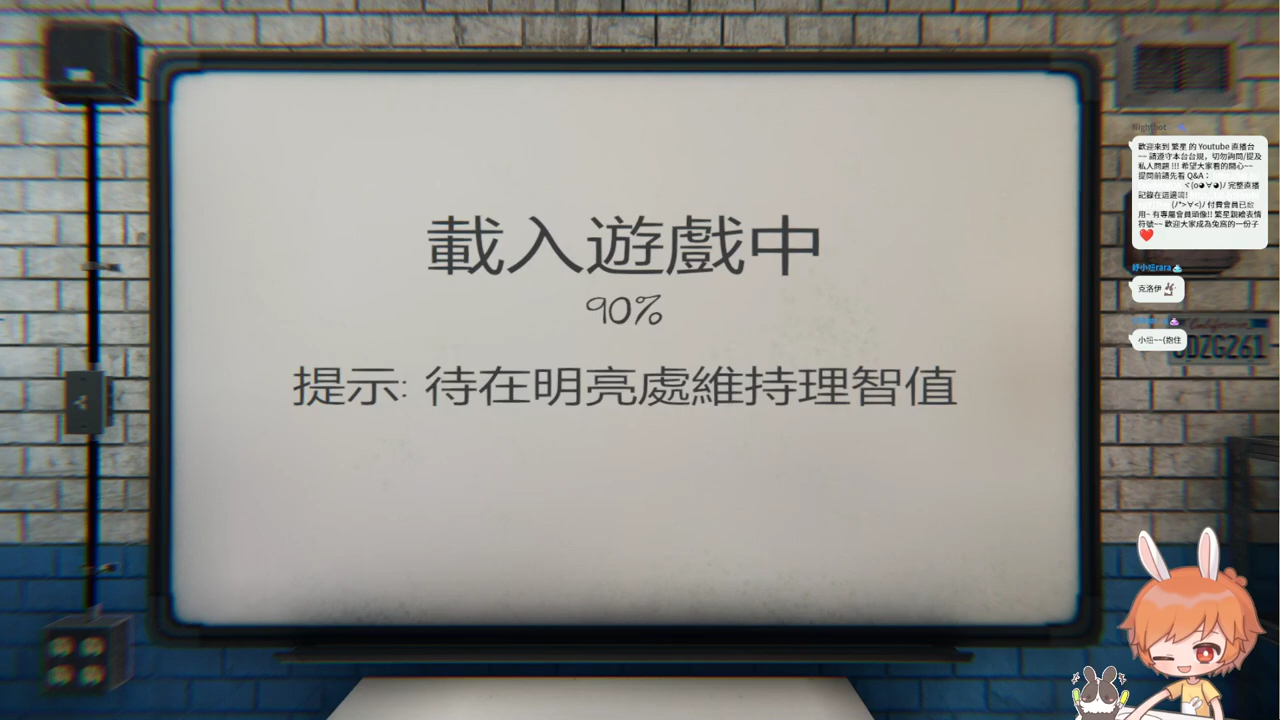 載入遊戲中
90%
提示: 待在明亮處維持理智值
Nightbot
歡迎來到 繁星 的 Youtube 直播台
~~ 請遵守本台台規，切勿詢問/提及
私人問題 !!! 希望大家看的開心~~
提問前請先看 Q&A：
ヾ(o◕∀◕)ﾉ 完整直播
記錄在這邊唷!
(/*>∀<)/ 付費會員已啟
用~ 有專屬會員頭像!! 繁星親繪表情
符號~~ 歡迎大家成為兔窩的一份子
克洛伊
小妞~~(抱住
California